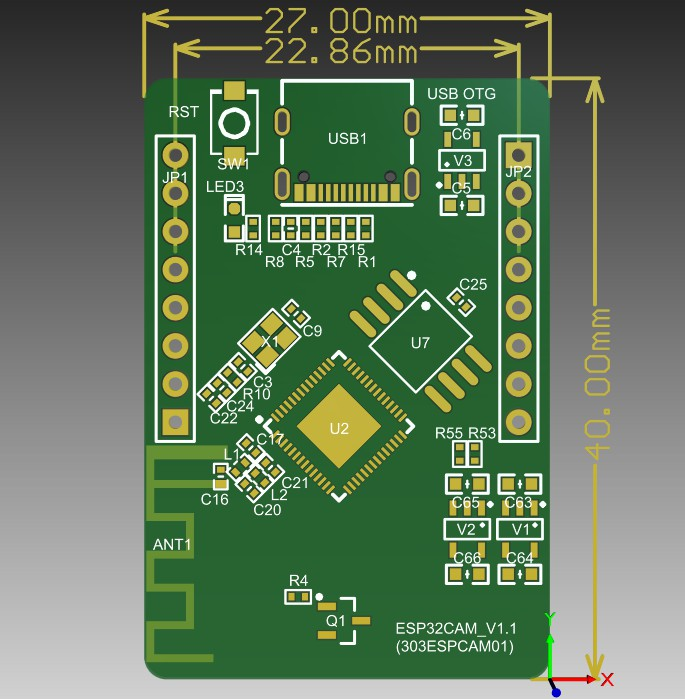 27.00mm
22.86mm
RST
USB OTG
C6
USB1
SW1
V3
JP1
JP2
LED3
C5
R14
C4
R2
R15
R8
R5
R7
R1
C25
C9
X1
U7
C3
R10
C24
C22
U2
40.00mm
R55
R53
C17
L1
C16
C21
L2
C20
C65
C63
V2
V1
ANT1
C66
C64
R4
Q1
ESP32CAM_V1.1
(303ESPCAM01)
Y
X